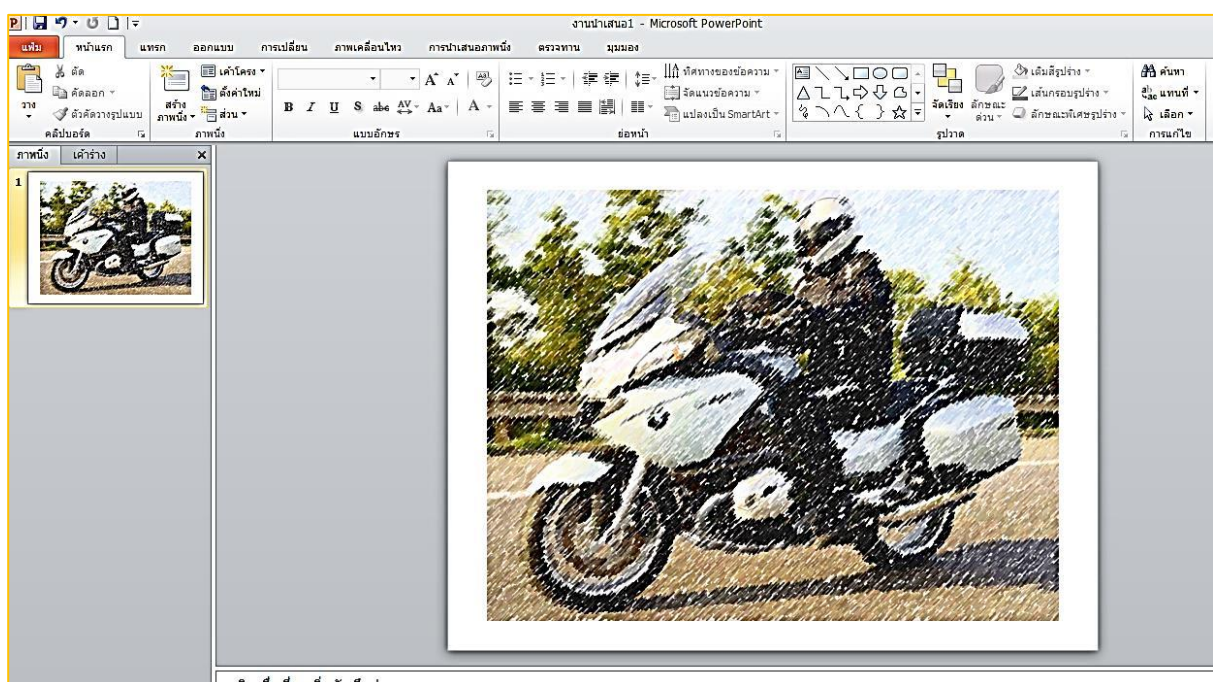 งานนำเสนอ1 - Microsoft PowerPoint
แฟ้ม หน้าแรก แทรก ออกแบบ การเปลี่ยน ภาพเคลื่อนไหว การนำเสนอภาพนิ่ง ตรวจทาน มุมมอง
วาง
ตัด
คัดลอก
ตัวคัดวางรูปแบบ
คลิปบอร์ด
สร้าง
ภาพนิ่ง
เค้าโครง
ตั้งค่าใหม่
ส่วน
ภาพนิ่ง
B I U S abc AV Aa A
แบบอักษร
ทิศทางของข้อความ
จัดแนวข้อความ
แปลงเป็น SmartArt
ย่อหน้า
จัดเรียง
ลักษณะ
ด่วน
เติมสีรูปร่าง
เส้นกรอบรูปร่าง
ลักษณะพิเศษรูปร่าง
รูปวาด
ค้นหา
แทนที่
เลือก
การแก้ไข
ภาพนิ่ง เค้าร่าง
1